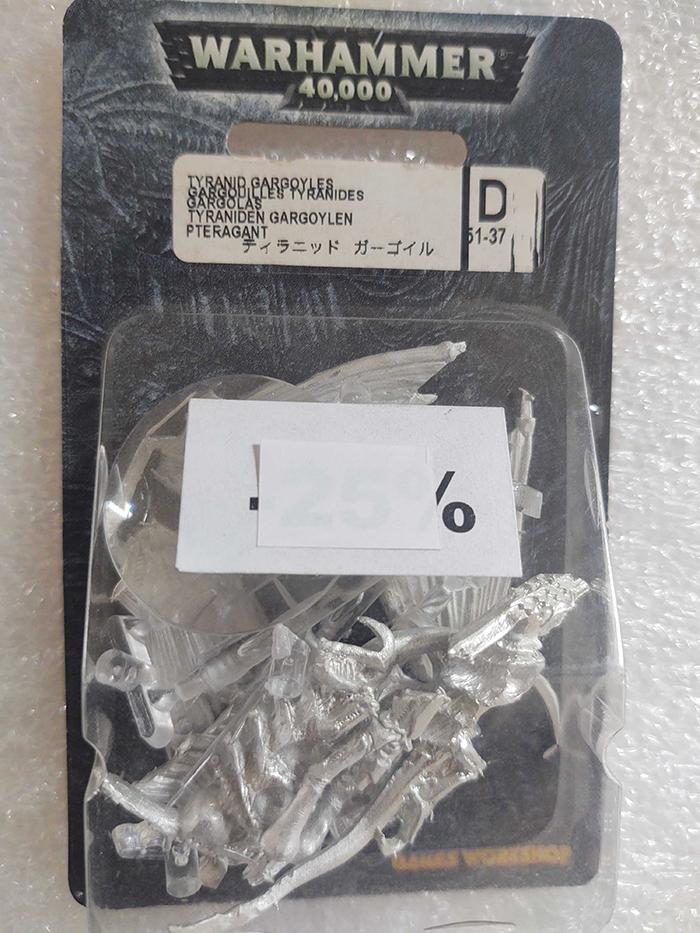 WARHAMMER®
40,000
TYRANID GARGOYLES
GARGOUILLES TYRANIDES
GARGOLAS
TYRANIDEN GARGOYLEN
PTERAGANT
ティラニッド ガーゴイル
D
51-37
-25%
GAMES WORKSHOP